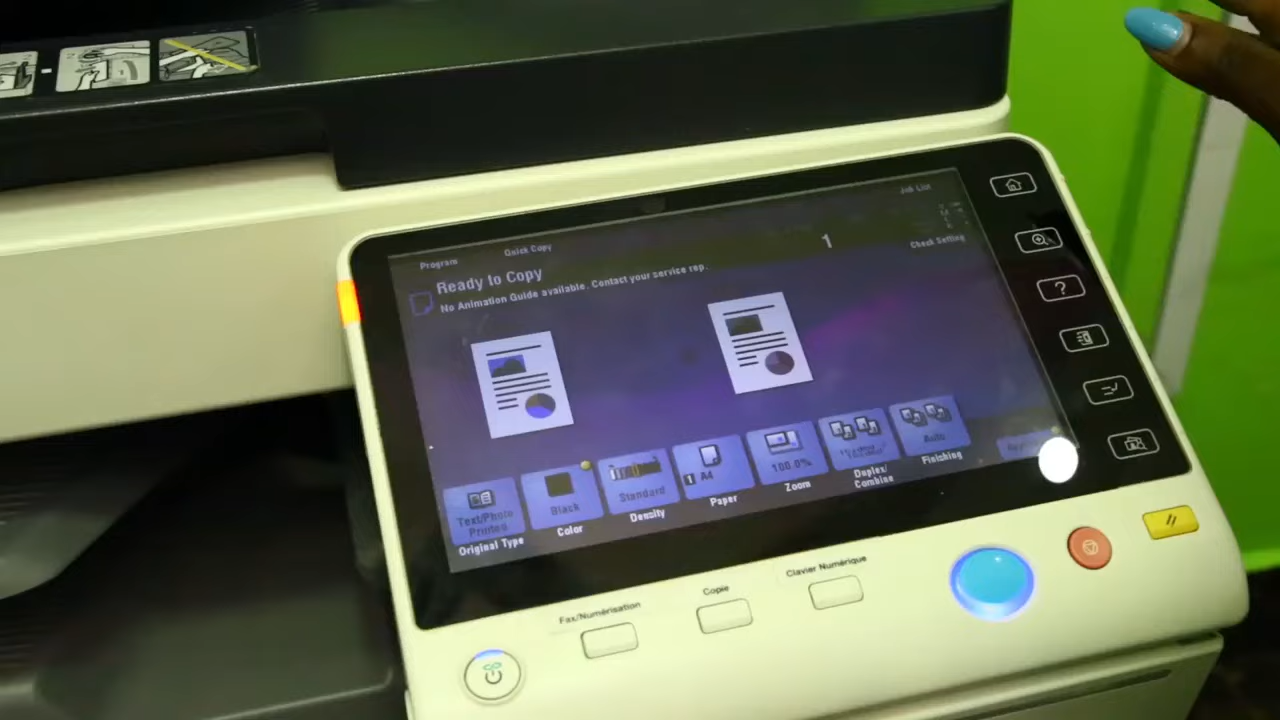 Job List
Program
Quick Copy
1
Check Setting
Ready to Copy
No Animation Guide available. Contact your service rep.
Text/Photo
Printed
Original Type
Black
Color
Standard
Density
1 A4
Paper
100.0%
Zoom
Duplex/
Combine
Auto
Finishing
?
Fax/Numérisation
Copie
Clavier Numérique